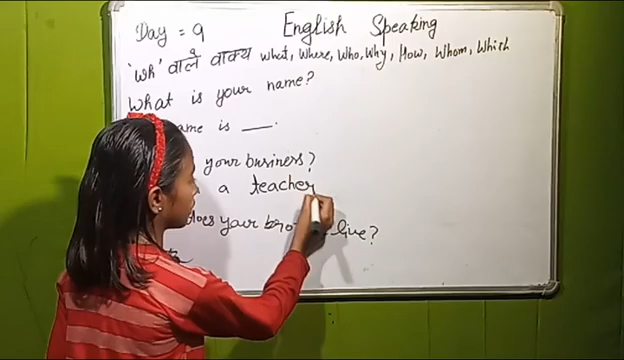 Day = 9 English Speaking
'wh' वाले वाक्य What, Where, Who, Why, How, Whom, Which
What is your name?
ame is ___.
your business?
a teacher
does your bro live?